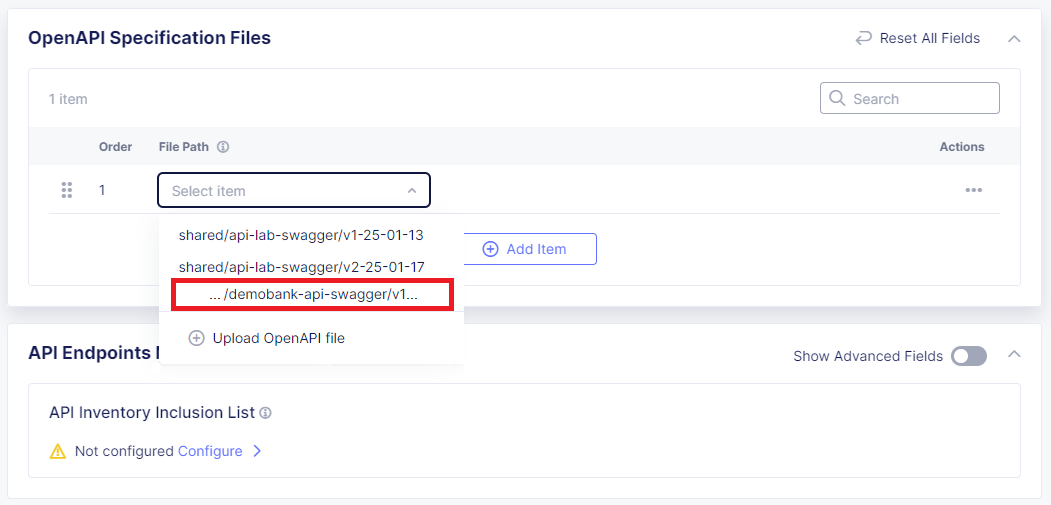 OpenAPI Specification Files
Reset All Fields
1 item
Search
Order File Path Actions
1 Select item
shared/api-lab-swagger/v1-25-01-13
shared/api-lab-swagger/v2-25-01-17
... /demobank-api-swagger/v1...
Add Item
Upload OpenAPI file
API Endpoints
Show Advanced Fields
API Inventory Inclusion List
Not configured Configure